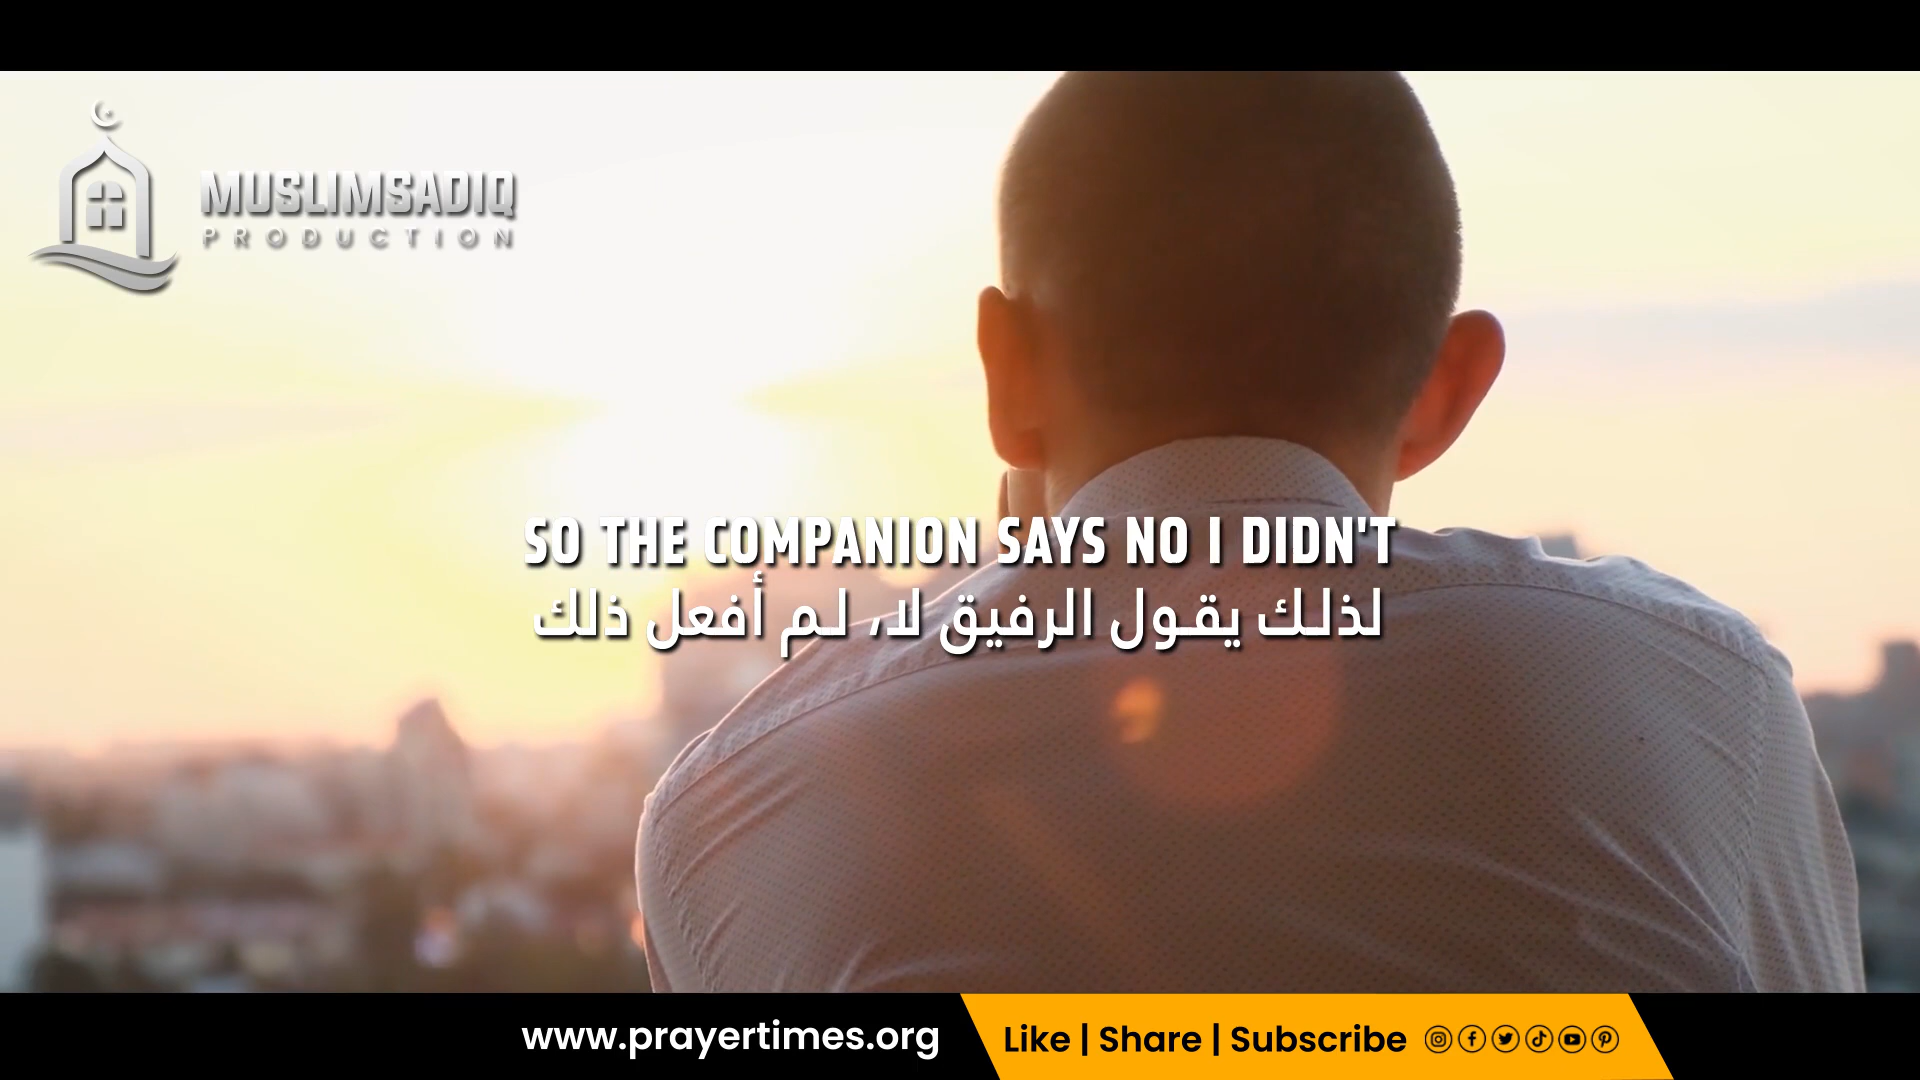 MUSLIMSADIQ
PRODUCTION
SO THE COMPANION SAYS NO I DIDN'T
لذلك يقول الرفيق لا، لم أفعل ذلك
www.prayertimes.org
Like | Share | Subscribe